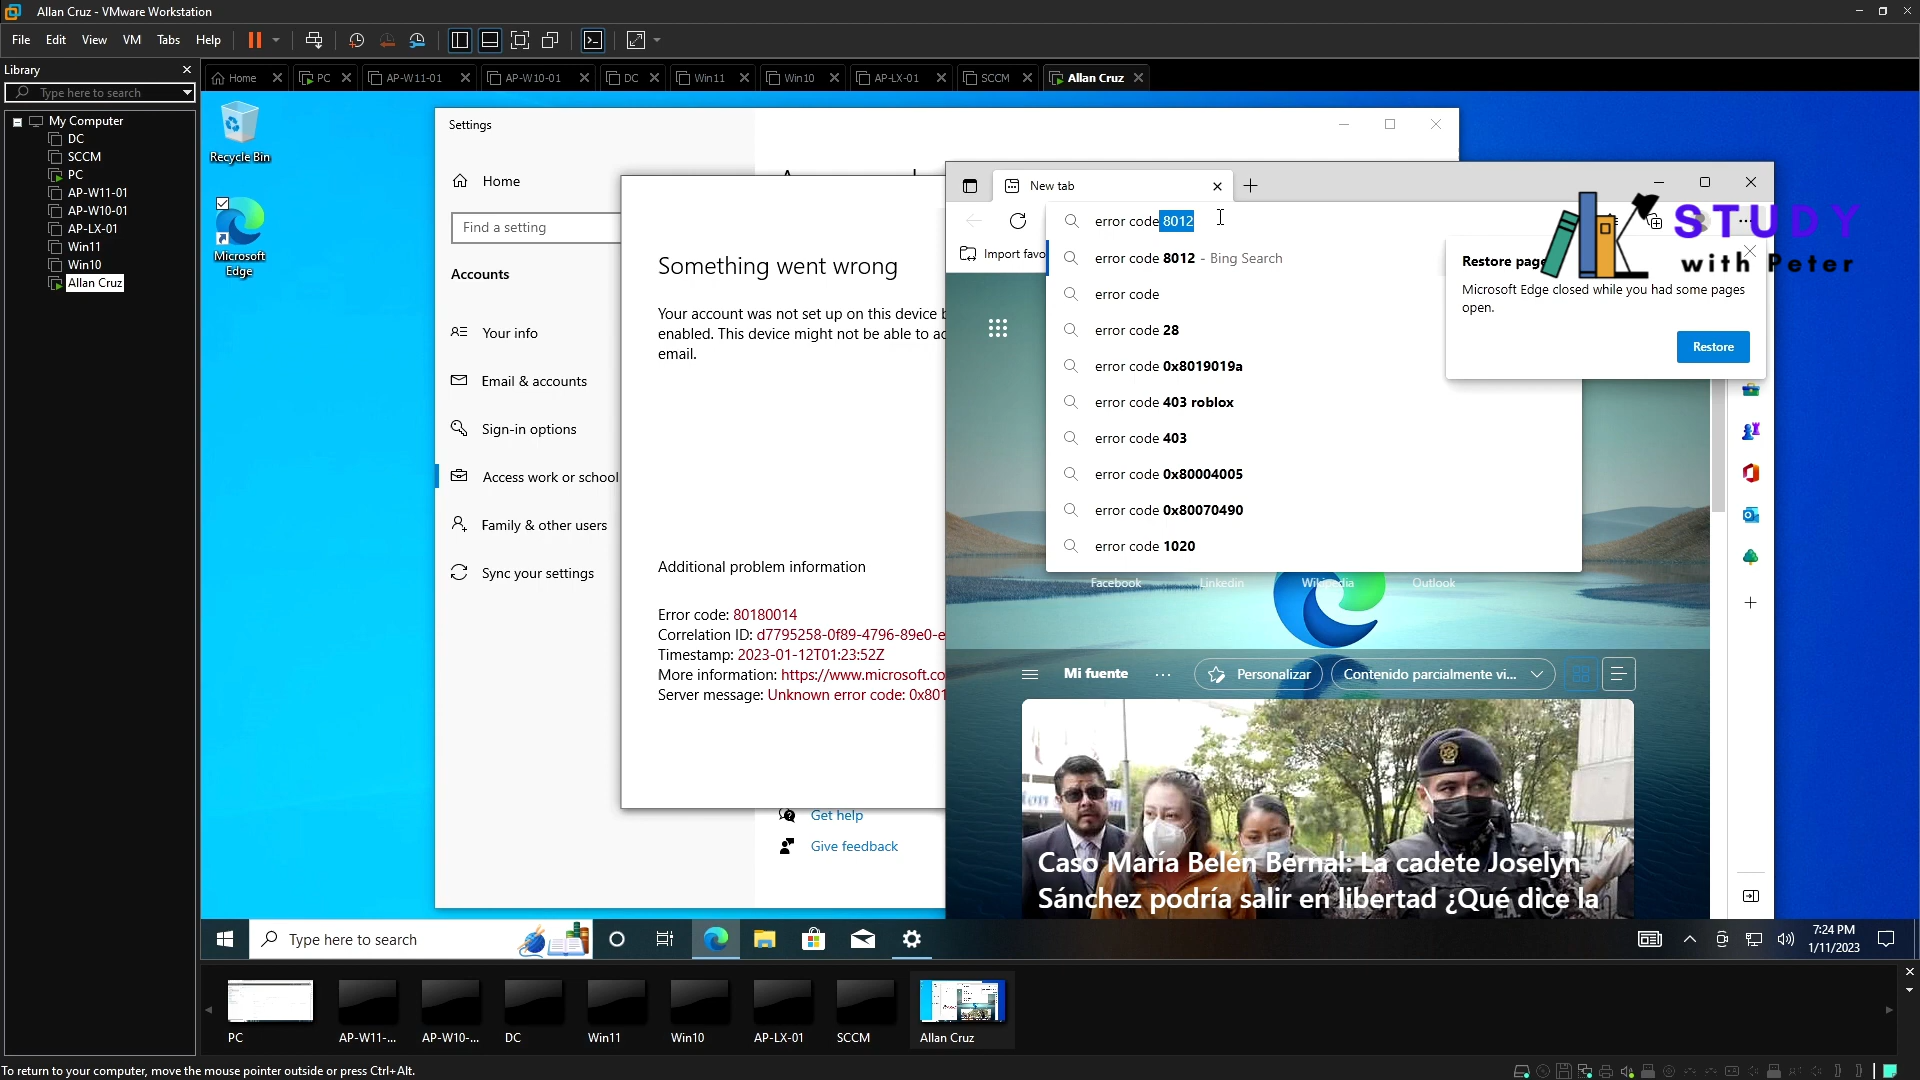 Allan Cruz - VMware Workstation
File Edit View VM Tabs Help
Library
Type here to search
My Computer
DC
SCCM
PC
AP-W11-01
AP-W10-01
AP-LX-01
Win11
Win10
Allan Cruz
Home
PC
AP-W11-01
AP-W10-01
DC
Win11
Win10
AP-LX-01
SCCM
Allan Cruz
Recycle Bin
Microsoft
Edge
Settings
Home
Find a setting
Accounts
Your info
Email & accounts
Sign-in options
Access work or school
Family & other users
Sync your settings
Something went wrong
Your account was not set up on this device b
enabled. This device might not be able to ac
email.
Additional problem information
Error code: 80180014
Correlation ID: d7795258-0f89-4796-89e0-e
Timestamp: 2023-01-12T01:23:52Z
More information: https://www.microsoft.co
Server message: Unknown error code: 0x801
Get help
Give feedback
New tab
error code 8012
Import favo
error code 8012 - Bing Search
error code
error code 28
error code 0x8019019a
error code 403 roblox
error code 403
error code 0x80004005
error code 0x80070490
error code 1020
Facebook Linkedin Wikipedia Outlook
STUDY
with Peter
Restore page
Microsoft Edge closed while you had some pages
open.
Restore
Mi fuente
Personalizar
Contenido parcialmente vi...
Caso María Belén Bernal: La cadete Joselyn
Sánchez podría salir en libertad ¿Qué dice la
Type here to search
7:24 PM
1/11/2023
PC
AP-W11-...
AP-W10-...
DC
Win11
Win10
AP-LX-01
SCCM
Allan Cruz
To return to your computer, move the mouse pointer outside or press Ctrl+Alt.